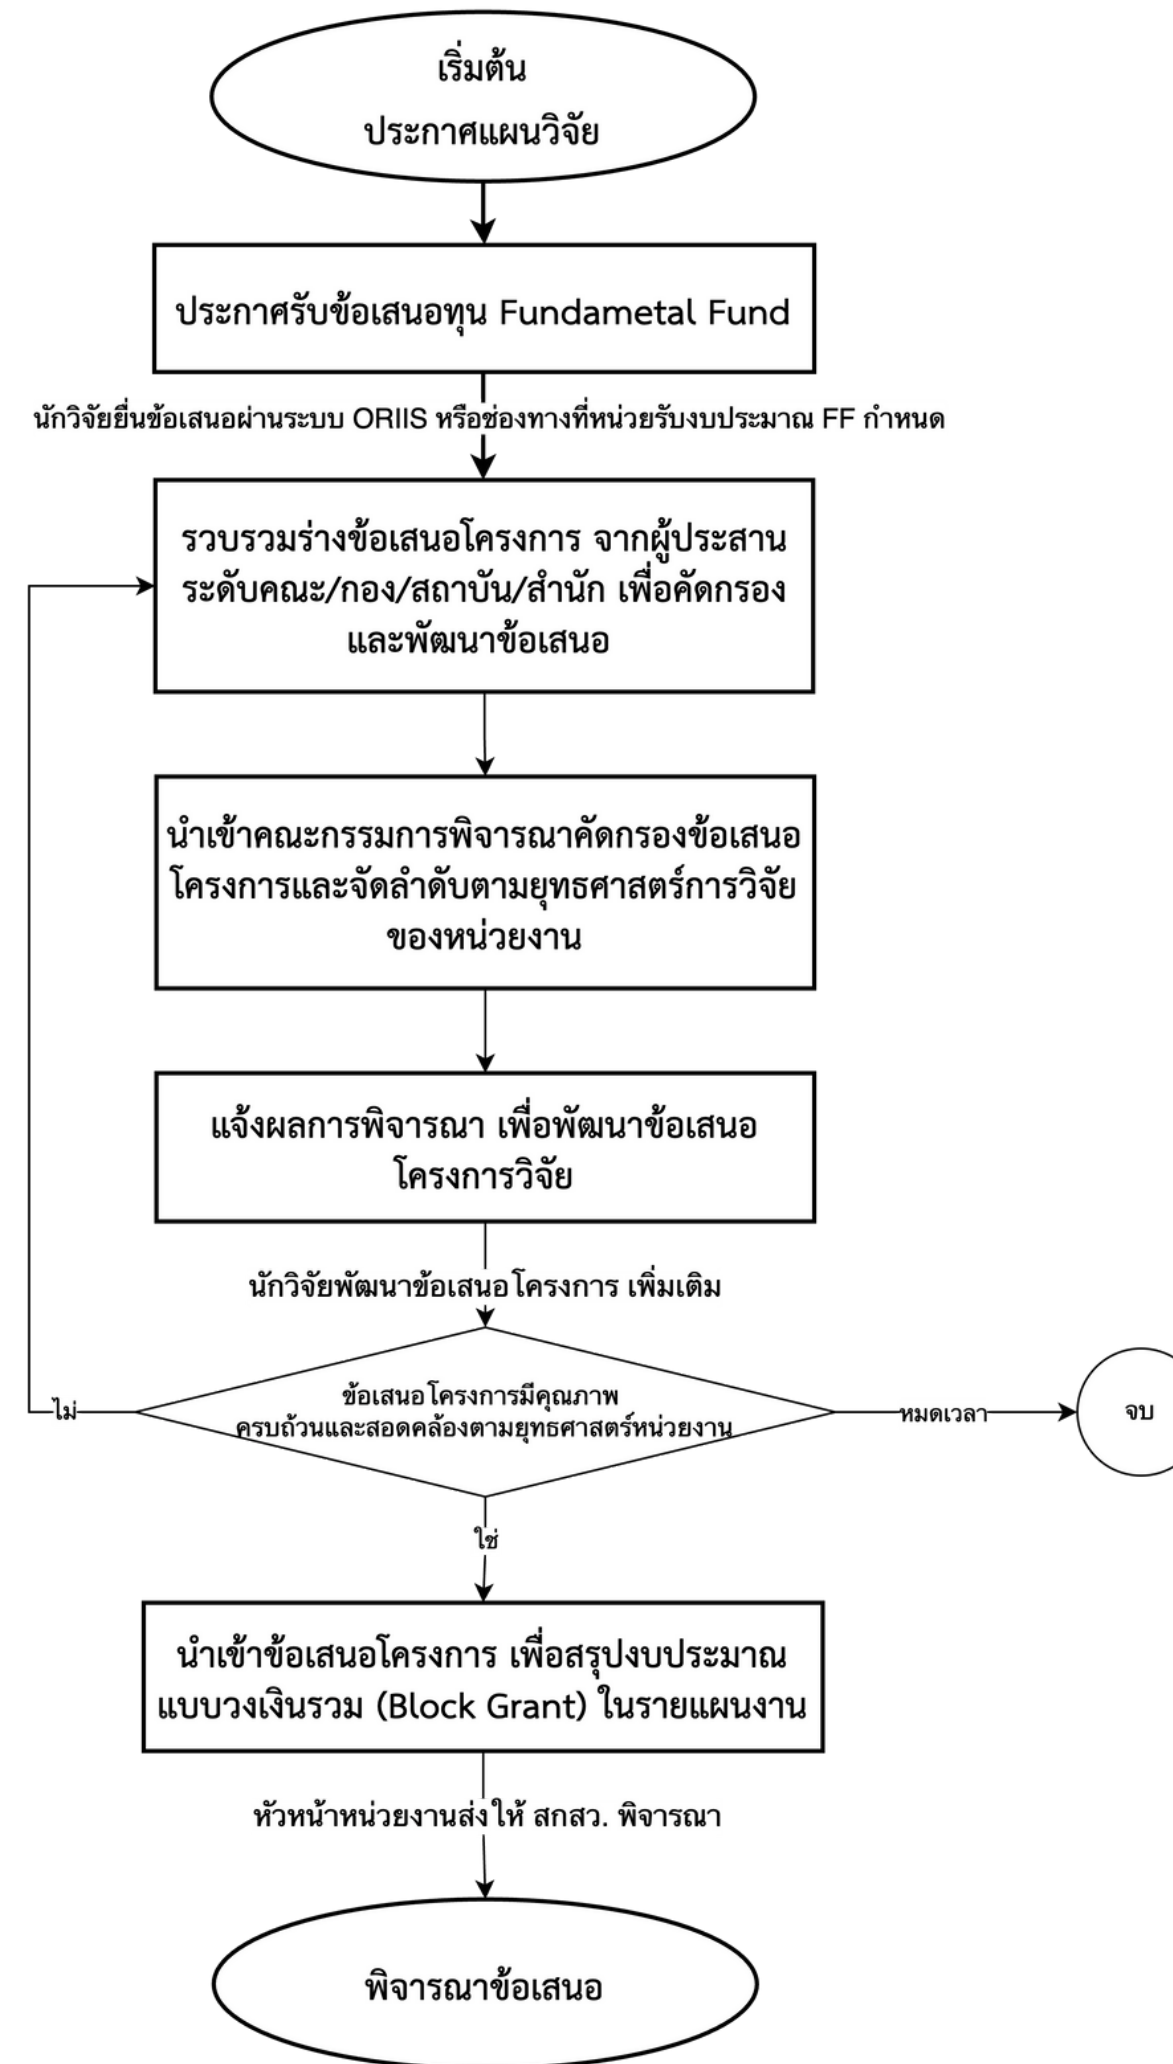 เริ่มต้น
ประกาศแผนวิจัย
ประกาศรับข้อเสนอทุน Fundametal Fund
นักวิจัยยื่นข้อเสนอผ่านระบบ ORIIS หรือช่องทางที่หน่วยรับงบประมาณ FF กำหนด
รวบรวมร่างข้อเสนอโครงการ จากผู้ประสาน
ระดับคณะ/กอง/สถาบัน/สำนัก เพื่อคัดกรอง
และพัฒนาข้อเสนอ
นำเข้าคณะกรรมการพิจารณาคัดกรองข้อเสนอ
โครงการและจัดลำดับตามยุทธศาสตร์การวิจัย
ของหน่วยงาน
แจ้งผลการพิจารณา เพื่อพัฒนาข้อเสนอ
โครงการวิจัย
นักวิจัยพัฒนาข้อเสนอโครงการ เพิ่มเติม
ข้อเสนอโครงการมีคุณภาพ
ครบถ้วนและสอดคล้องตามยุทธศาสตร์หน่วยงาน
ไม่
หมดเวลา
จบ
ใช่
นำเข้าข้อเสนอโครงการ เพื่อสรุปงบประมาณ
แบบวงเงินรวม (Block Grant) ในรายแผนงาน
หัวหน้าหน่วยงานส่งให้ สกสว. พิจารณา
พิจารณาข้อเสนอ